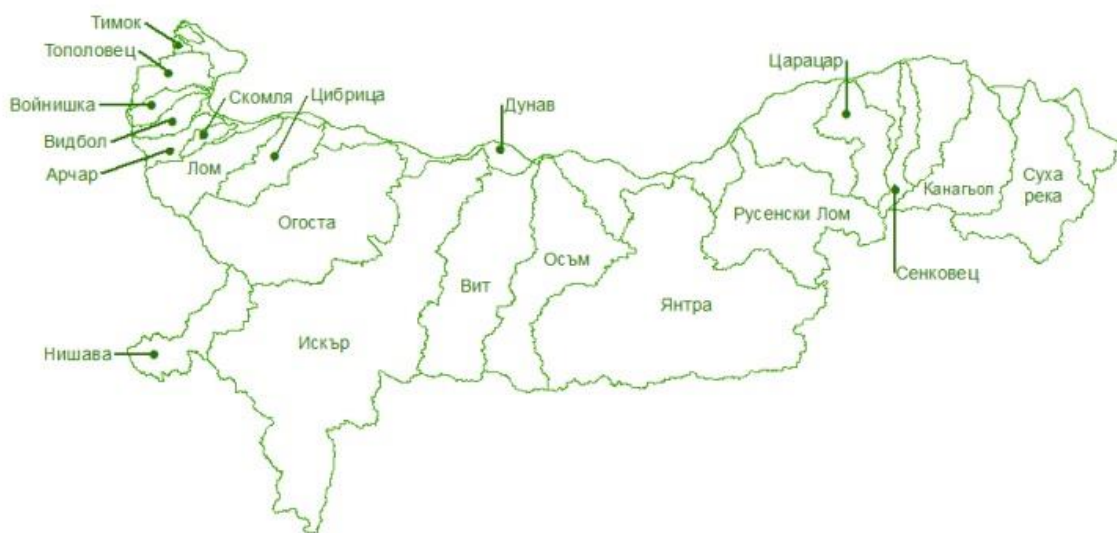 Тимок
Тополовец
Войнишка
Видбол
Арчар
Скомля
Цибрица
Лом
Огоста
Нишава
Искър
Вит
Дунав
Осъм
Янтра
Русенски Лом
Царацар
Сенковец
Канагьол
Суха
река